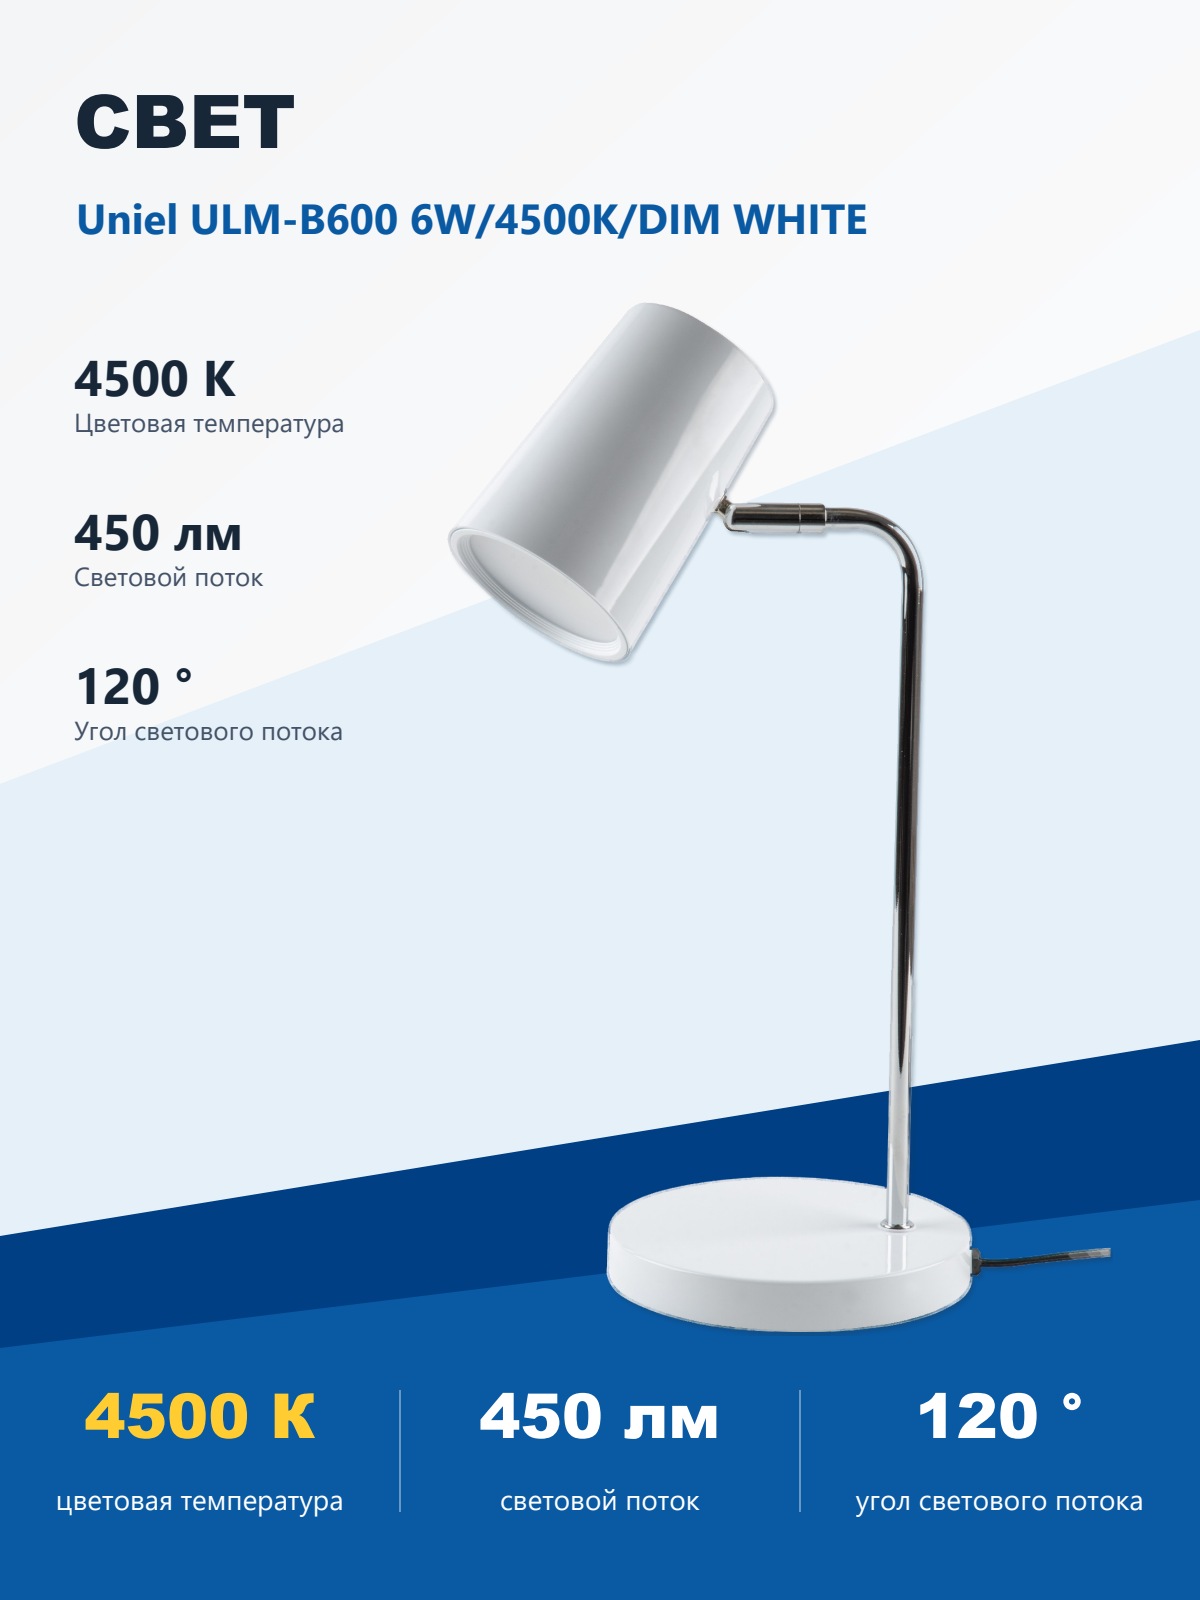 СВЕТ
Uniel ULM-B600 6W/4500K/DIM WHITE
4500 К
Цветовая температура
450 лм
Световой поток
120 °
Угол светового потока
4500 К
450 лм
120 °
цветовая температура
световой поток
угол светового потока